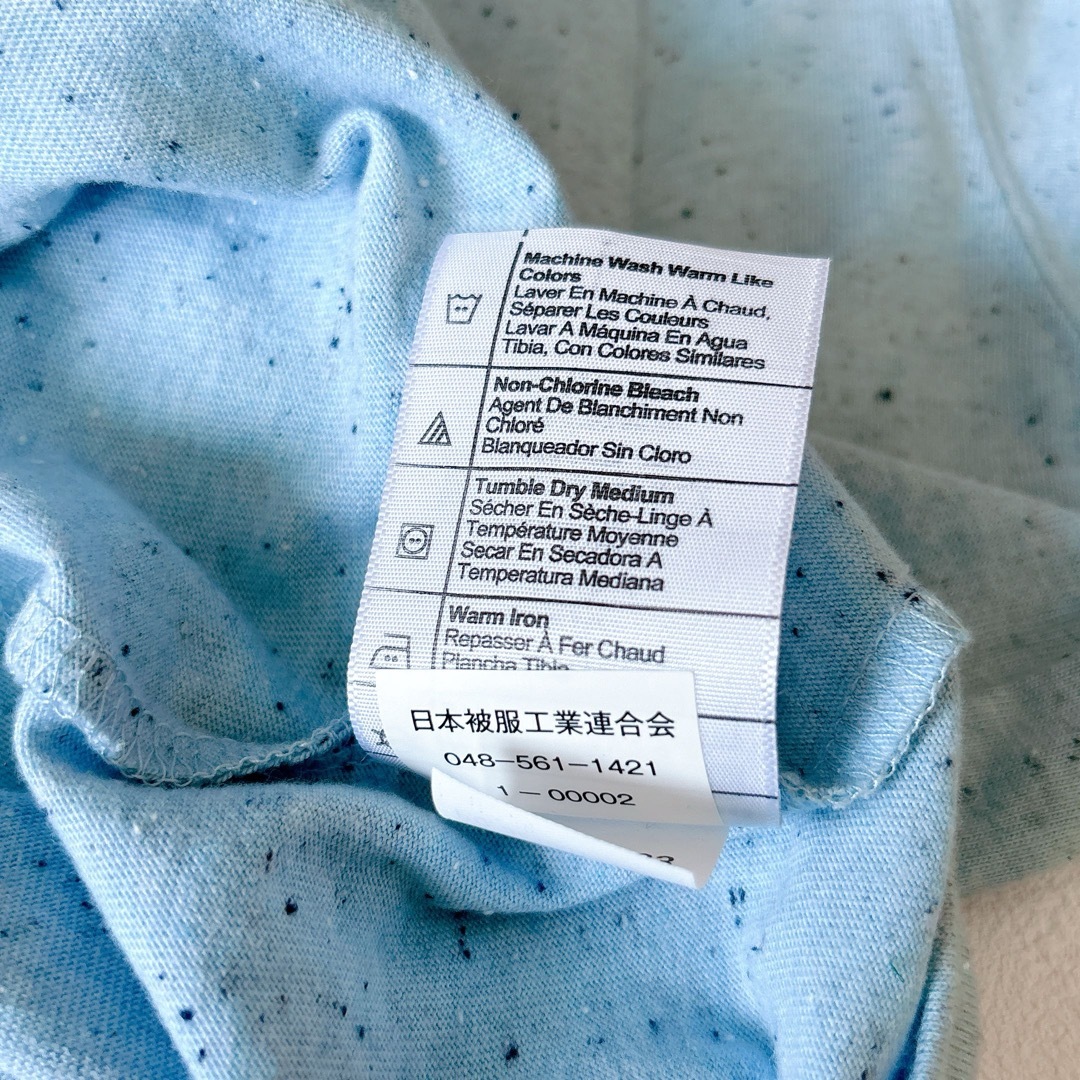 Machine Wash Warm Like
Colors
Laver En Machine À Chaud,
Séparer Les Couleurs
Lavar A Máquina En Agua
Tibia, Con Colores Similares
Non-Chlorine Bleach
Agent De Blanchiment Non
Chloré
Blanqueador Sin Cloro
Tumble Dry Medium
Sécher En Sèche-Linge À
Température Moyenne
Secar En Secadora A
Temperatura Mediana
Warm Iron
Repasser À Fer Chaud
Plancha Tibia
日本被服工業連合会
048-561-1421
1-00002